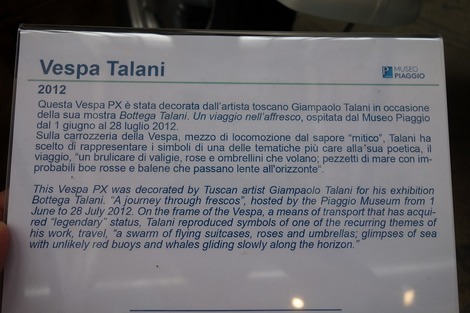 Vespa Talani
MUSEO
PIAGGIO
2012
Questa Vespa PX è stata decorata dall'artista toscano Giampaolo Talani in occasione
della sua mostra Bottega Talani. Un viaggio nell'affresco, ospitata dal Museo Piaggio
dal 1 giugno al 28 luglio 2012.
Sulla carrozzeria della Vespa, mezzo di locomozione dal sapore "mitico", Talani ha
scelto di rappresentare i simboli di una delle tematiche più care alla sua poetica, il
viaggio, "un brulicare di valigie, rose e ombrellini che volano; pezzetti di mare con im-
probabili boe rosse e balene che passano lente all'orizzonte".
This Vespa PX was decorated by Tuscan artist Giampaolo Talani for his exhibition
Bottega Talani. "A journey through frescos", hosted by the Piaggio Museum from 1
June to 28 July 2012. On the frame of the Vespa, a means of transport that has acqui-
red "legendary" status, Talani reproduced symbols of one of the recurring themes of
his work, travel, "a swarm of flying suitcases, roses and umbrellas; glimpses of sea
with unlikely red buoys and whales gliding slowly along the horizon."